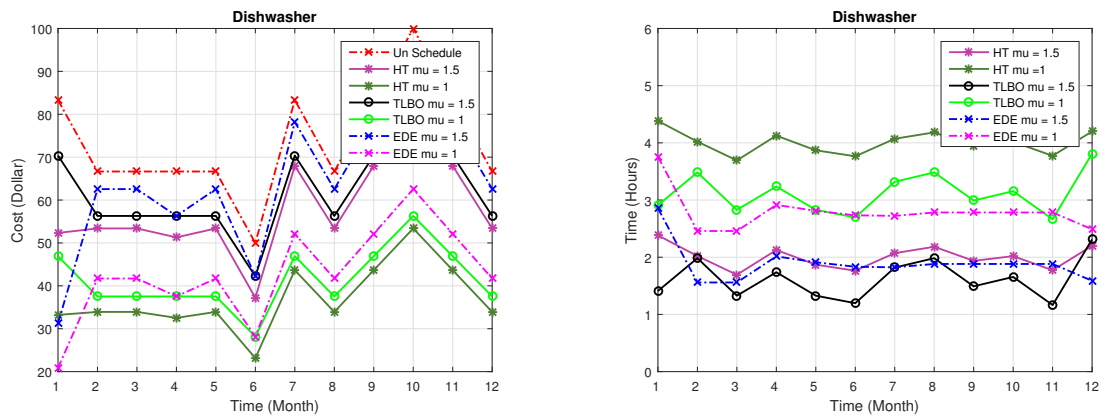 Dishwasher
Cost (Dollar)
100
90
80
70
60
50
40
30
20
1 2 3 4 5 6 7 8 9 10 11 12
Time (Month)
Un Schedule
HT mu = 1.5
HT mu = 1
TLBO mu = 1.5
TLBO mu = 1
EDE mu = 1.5
EDE mu = 1
Dishwasher
Time (Hours)
6
5
4
3
2
1
0
1 2 3 4 5 6 7 8 9 10 11 12
Time (Month)
HT mu = 1.5
HT mu =1
TLBO mu = 1.5
TLBO mu = 1
EDE mu = 1.5
EDE mu = 1